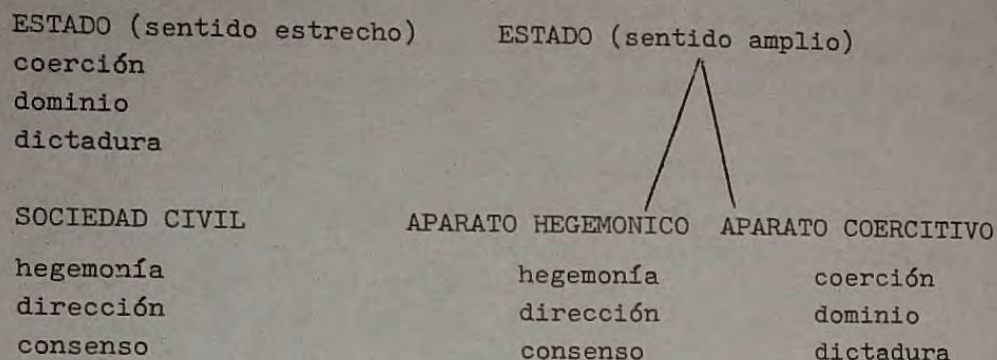 ESTADO (sentido estrecho)
coerción
dominio
dictadura
SOCIEDAD CIVIL
hegemonía
dirección
consenso
ESTADO (sentido amplio)
APARATO HEGEMONICO APARATO COERCITIVO
hegemonía coerción
dirección dominio
consenso dictadura